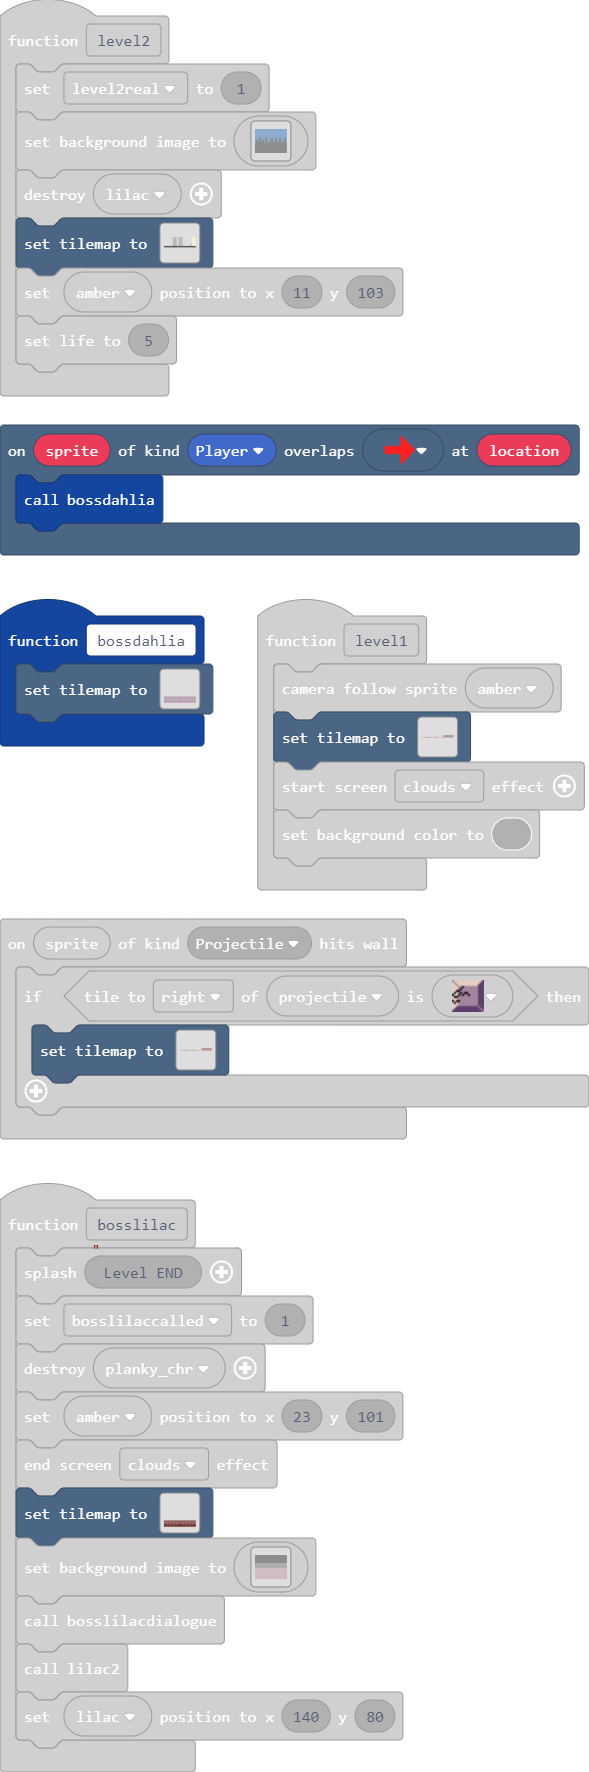 function level2
set level2real to 1
set background image to
destroy lilac
set tilemap to
set amber position to x 11 y 103
set life to 5
on sprite of kind Player overlaps at location
call bossdahlia
function bossdahlia
set tilemap to
function level1
camera follow sprite amber
set tilemap to
start screen clouds effect
set background color to
on sprite of kind Projectile hits wall
if tile to right of projectile is then
set tilemap to
function bosslilac
splash " Level END
set bosslilaccalled to 1
destroy planky_chr
set amber position to x 23 y 101
end screen clouds effect
set tilemap to
set background image to
call bosslilacdialogue
call lilac2
set lilac position to x 140 y 80